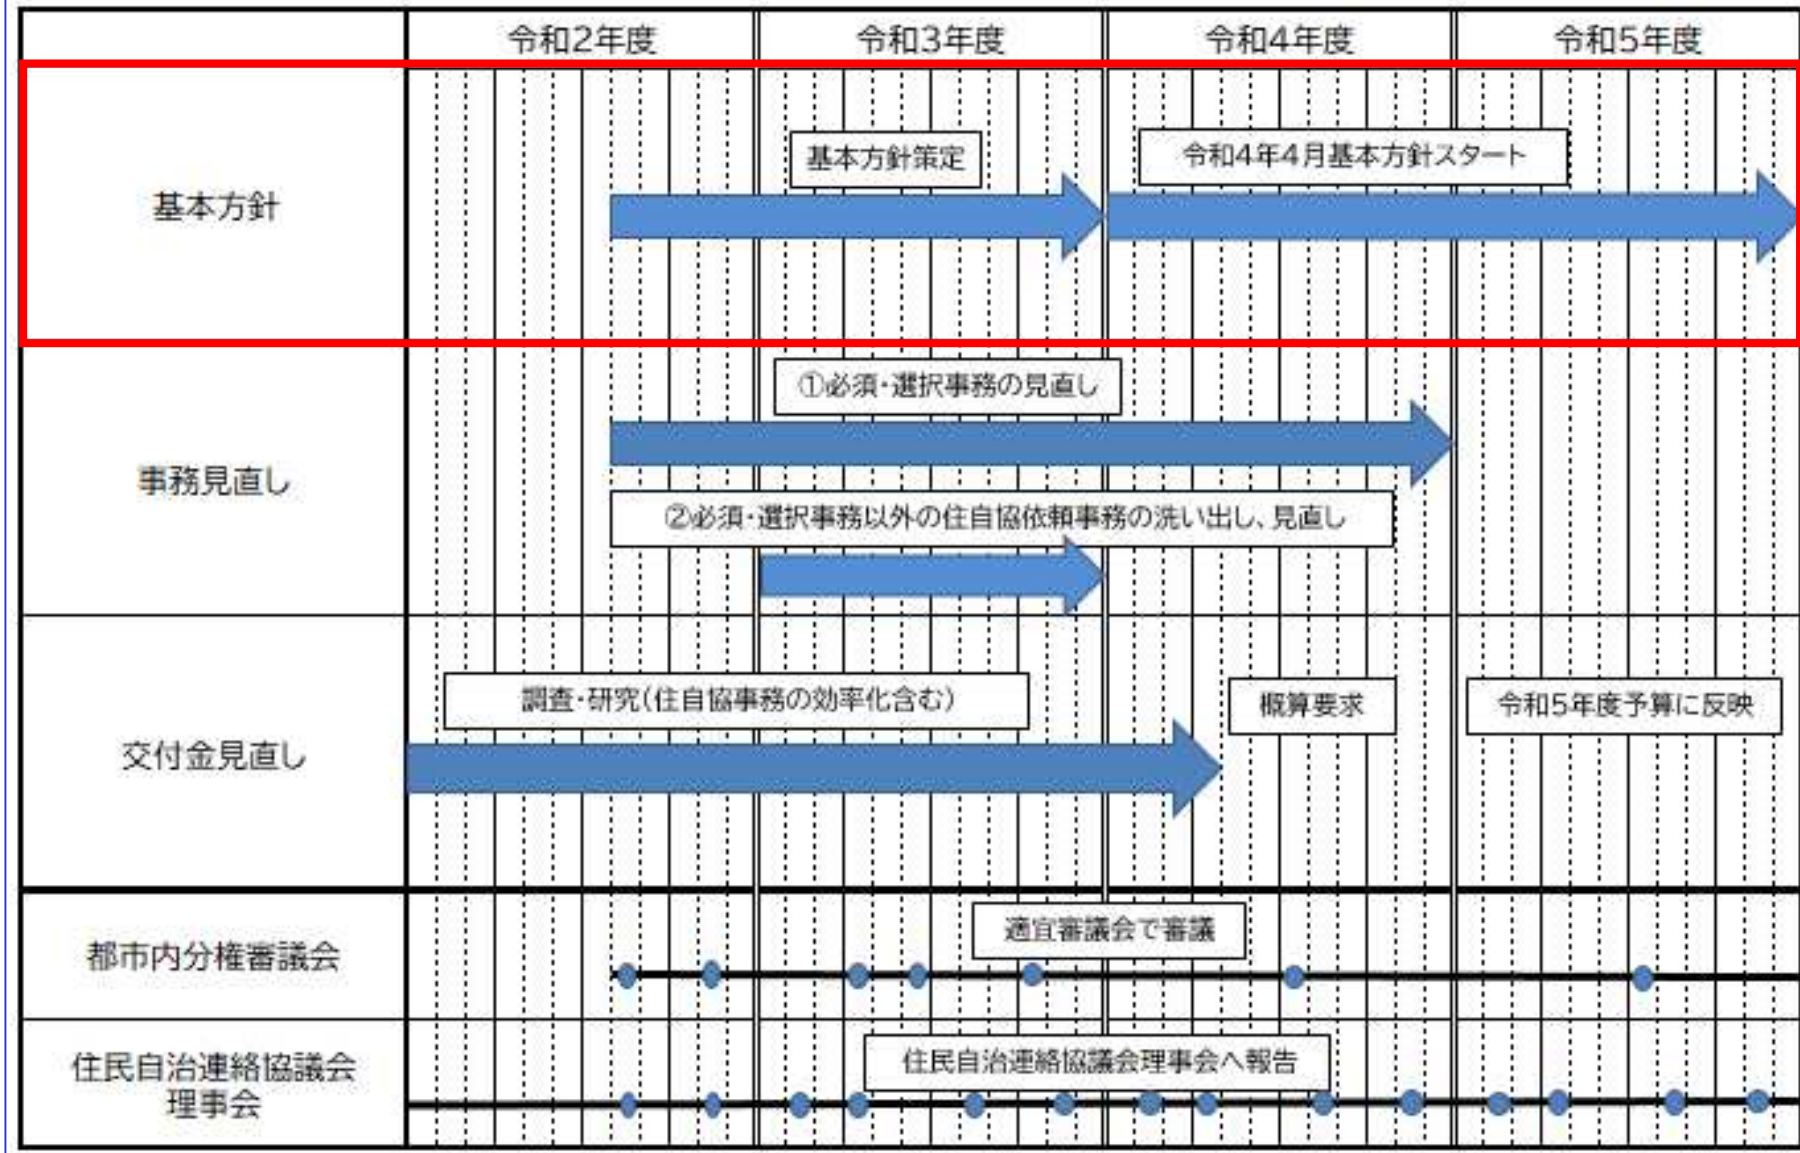 令和2年度
令和3年度
令和4年度
令和5年度
基本方針
基本方針策定
令和4年4月基本方針スタート
事務見直し
①必須・選択事務の見直し
②必須・選択事務以外の住自協依頼事務の洗い出し、見直し
交付金見直し
調査・研究(住自協事務の効率化含む)
概算要求
令和5年度予算に反映
都市内分権審議会
適宜審議会で審議
住民自治連絡協議会
理事会
住民自治連絡協議会理事会へ報告